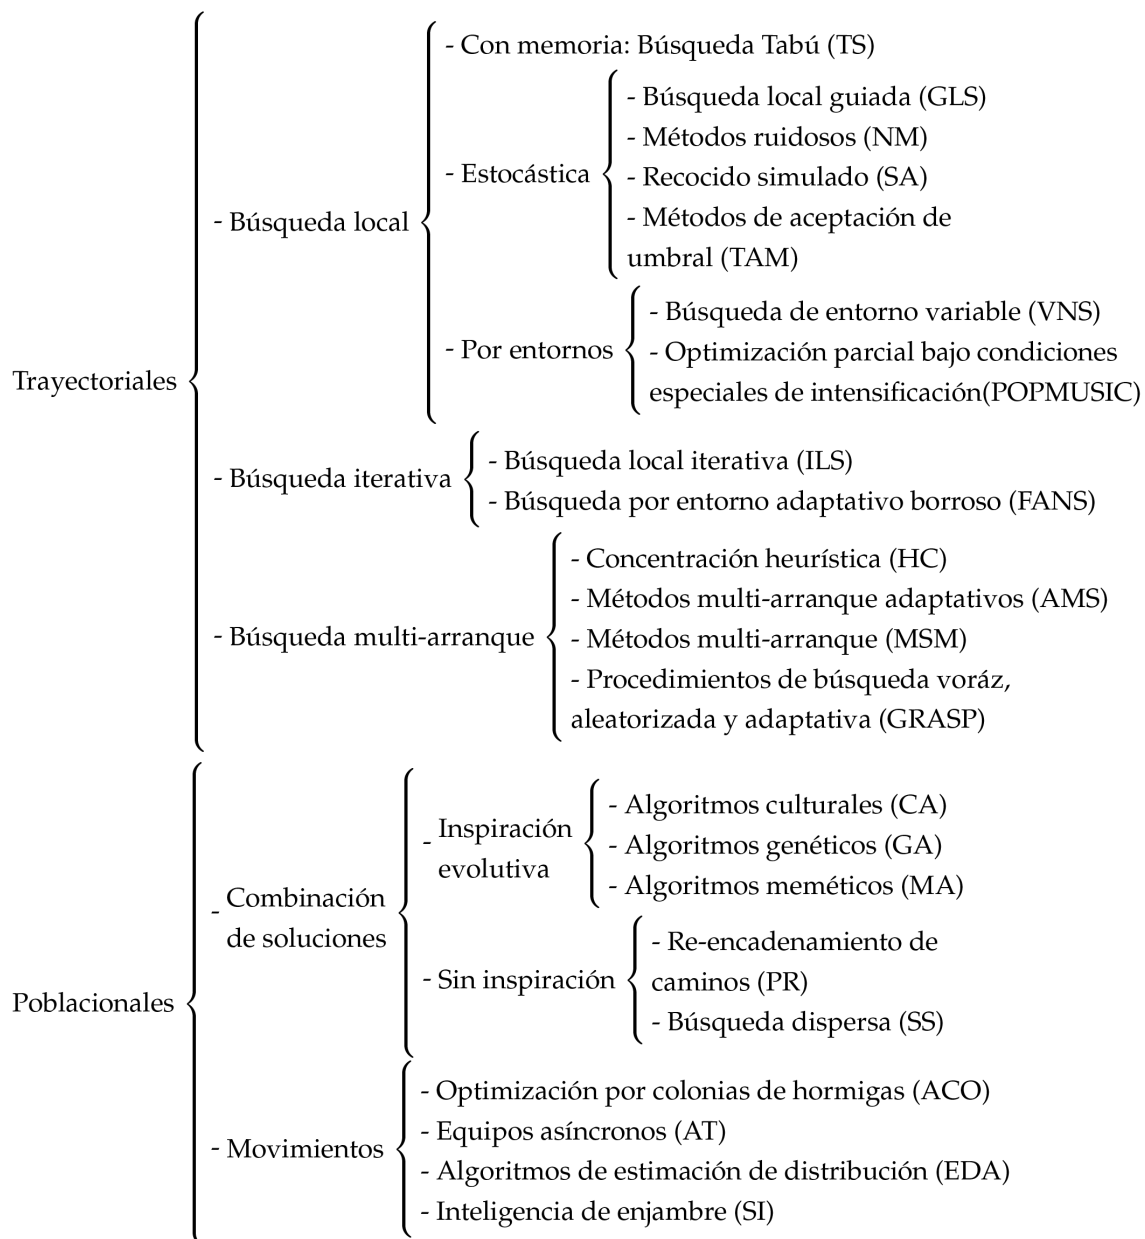 Trayectoriales
- Búsqueda local
- Con memoria: Búsqueda Tabú (TS)
- Estocástica
- Búsqueda local guiada (GLS)
- Métodos ruidosos (NM)
- Recocido simulado (SA)
- Métodos de aceptación de
umbral (TAM)
- Por entornos
- Búsqueda de entorno variable (VNS)
- Optimización parcial bajo condiciones
especiales de intensificación(POPMUSIC)
- Búsqueda iterativa
- Búsqueda local iterativa (ILS)
- Búsqueda por entorno adaptativo borroso (FANS)
- Búsqueda multi-arranque
- Concentración heurística (HC)
- Métodos multi-arranque adaptativos (AMS)
- Métodos multi-arranque (MSM)
- Procedimientos de búsqueda voráz,
aleatorizada y adaptativa (GRASP)
Poblacionales
- Combinación
de soluciones
- Inspiración
evolutiva
- Algoritmos culturales (CA)
- Algoritmos genéticos (GA)
- Algoritmos meméticos (MA)
- Sin inspiración
- Re-encadenamiento de
caminos (PR)
- Búsqueda dispersa (SS)
- Movimientos
- Optimización por colonias de hormigas (ACO)
- Equipos asíncronos (AT)
- Algoritmos de estimación de distribución (EDA)
- Inteligencia de enjambre (SI)